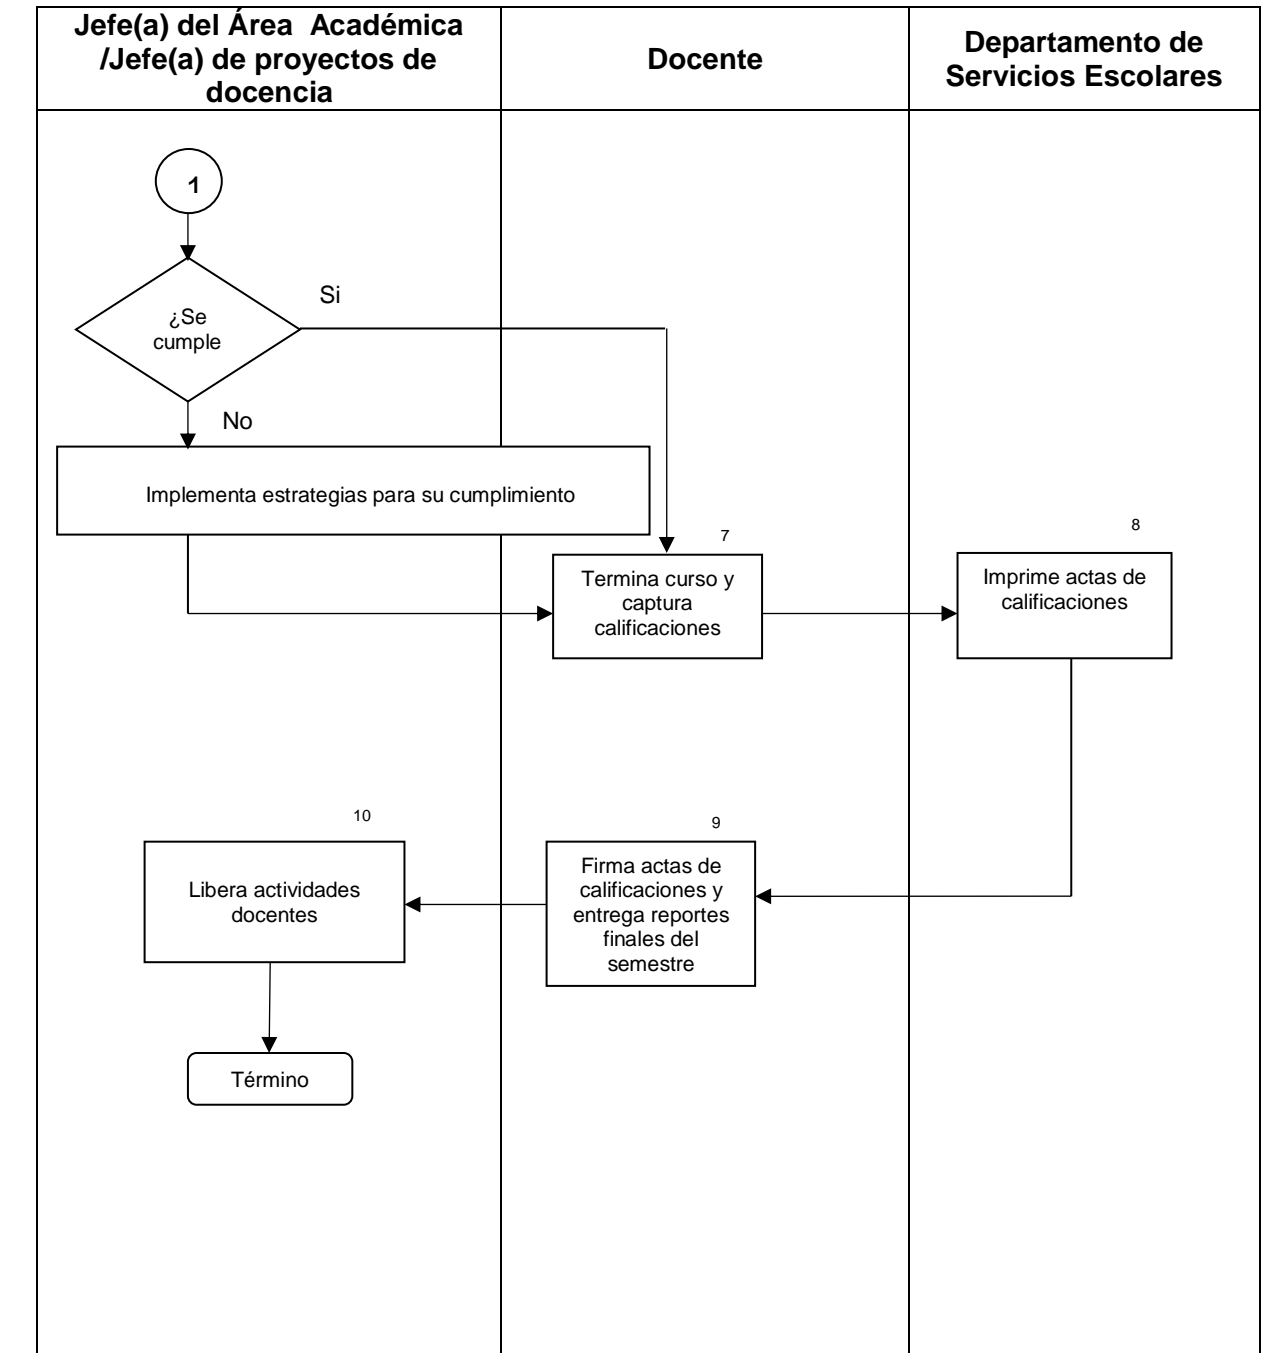 Jefe(a) del Área  Académica
/Jefe(a) de proyectos de
docencia
Docente
Departamento de
Servicios Escolares
1
Si
¿Se
cumple
No
Implementa estrategias para su cumplimiento
7
Termina curso y
captura
calificaciones
8
Imprime actas de
calificaciones
10
Libera actividades
docentes
9
Firma actas de
calificaciones y
entrega reportes
finales del
semestre
Término